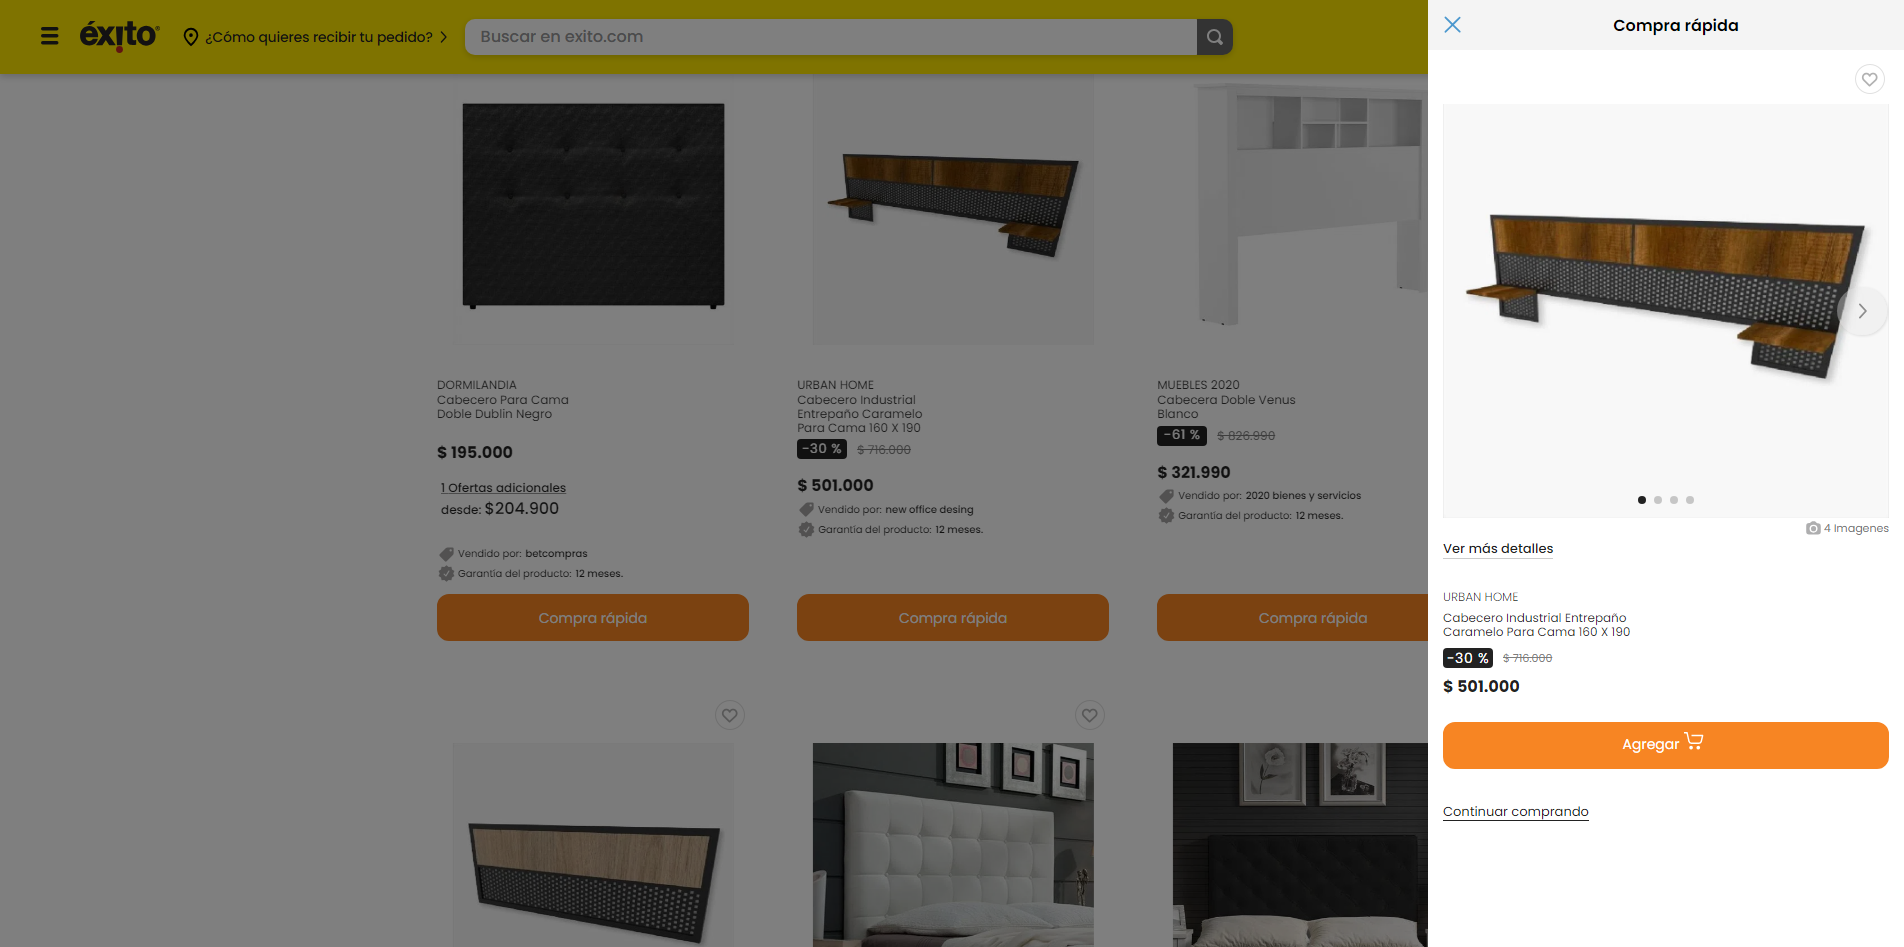 éxito
¿Cómo quieres recibir tu pedido?
Buscar en exito.com
DORMILANDIA
Cabecero Para Cama
Doble Dublin Negro
$ 195.000
1 Ofertas adicionales
desde: $204.900
Vendido por: betcompras
Garantía del producto: 12 meses.
Compra rápida
URBAN HOME
Cabecero Industrial
Entrepaño Caramelo
Para Cama 160 X 190
-30 % $ 716.000
$ 501.000
Vendido por: new office desing
Garantía del producto: 12 meses.
Compra rápida
MUEBLES 2020
Cabecera Doble Venus
Blanco
-61 % $ 826.990
$ 321.990
Vendido por: 2020 bienes y servicios
Garantía del producto: 12 meses.
Compra rápida
Compra rápida
4 Imagenes
Ver más detalles
URBAN HOME
Cabecero Industrial Entrepaño
Caramelo Para Cama 160 X 190
-30 % $ 716.000
$ 501.000
Agregar
Continuar comprando